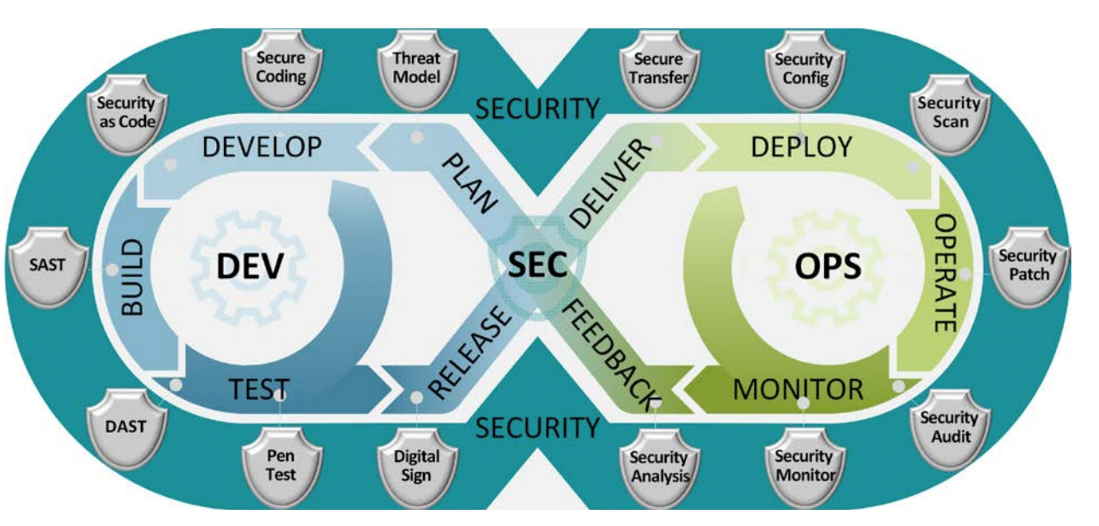 Secure
Coding
Threat
Model
Secure
Transfer
Security
Config
Security
as Code
Security
Scan
SECURITY
DEVELOP
PLAN
DELIVER
DEPLOY
SAST
BUILD
DEV
SEC
OPS
OPERATE
Security
Patch
TEST
RELEASE
FEEDBACK
MONITOR
DAST
SECURITY
Security
Audit
Pen
Test
Digital
Sign
Security
Analysis
Security
Monitor